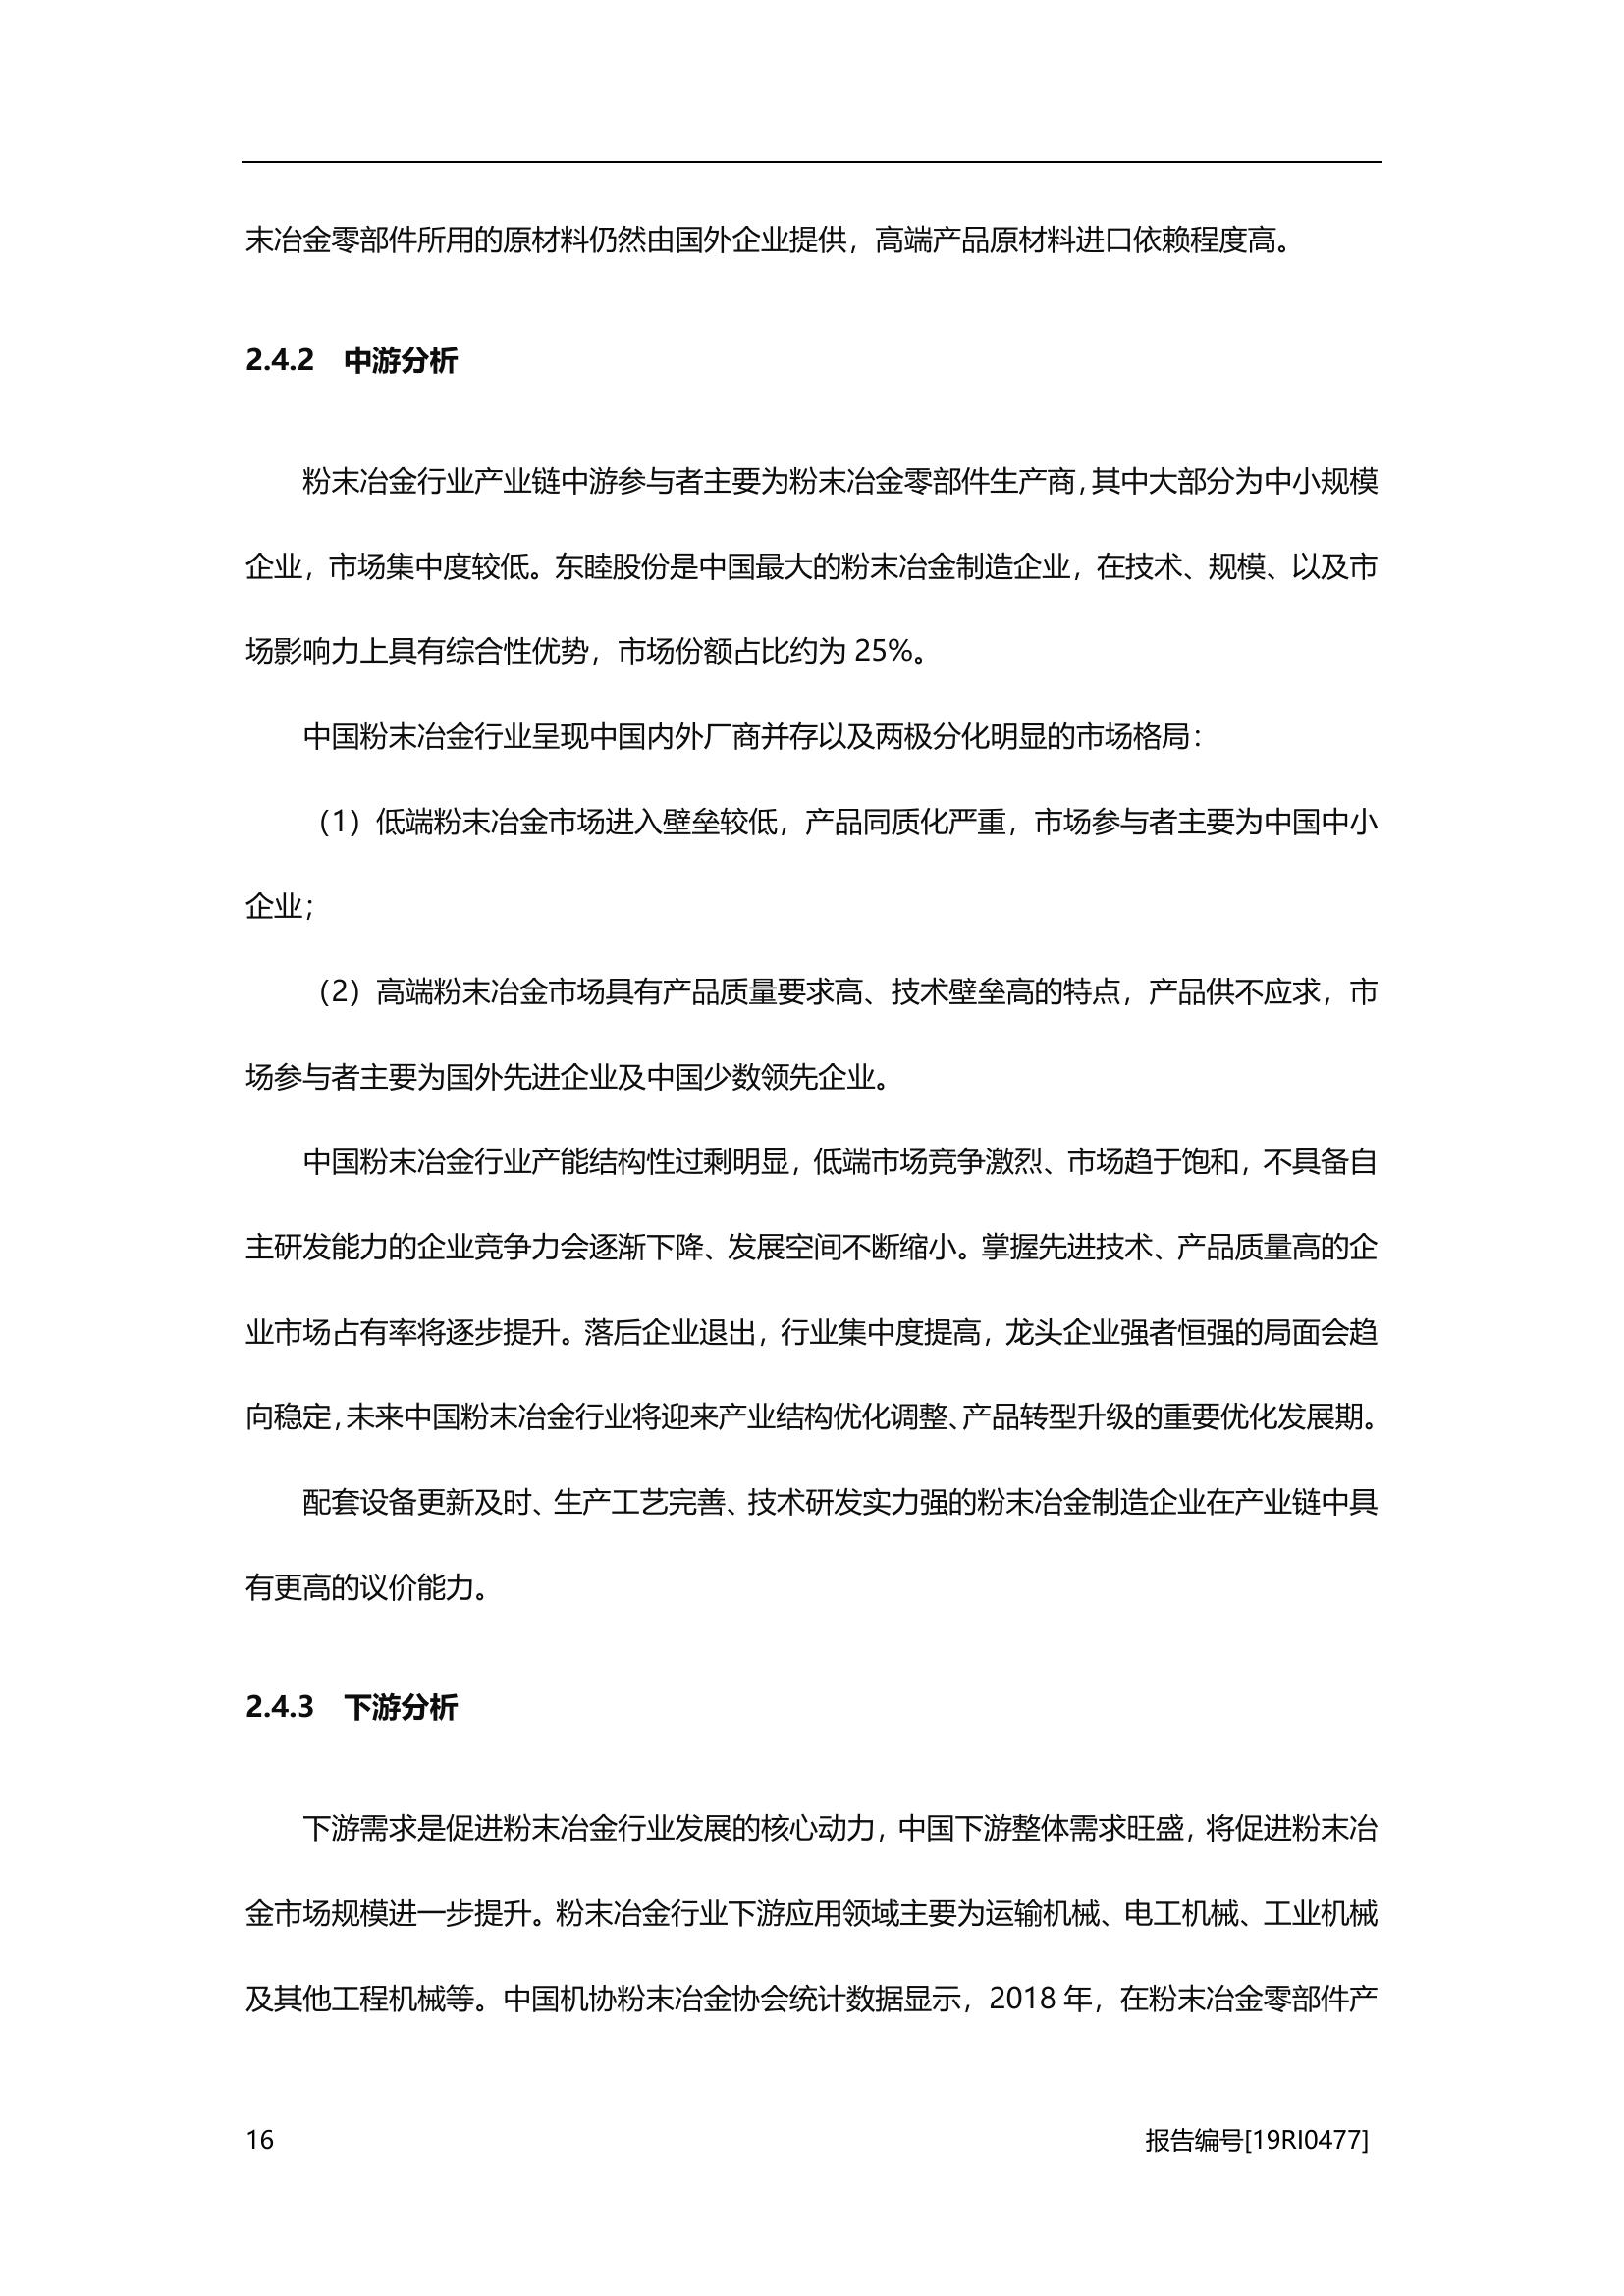 末冶金零部件所用的原材料仍然由国外企业提供，高端产品原材料进口依赖程度高。
2.4.2 中游分析
粉末冶金行业产业链中游参与者主要为粉末冶金零部件生产商，其中大部分为中小规模
企业，市场集中度较低。东睦股份是中国最大的粉末冶金制造企业，在技术、规模、以及市
场影响力上具有综合性优势，市场份额占比约为 25%。
中国粉末冶金行业呈现中国内外厂商并存以及两极分化明显的市场格局：
（1）低端粉末冶金市场进入壁垒较低，产品同质化严重，市场参与者主要为中国中小
企业；
（2）高端粉末冶金市场具有产品质量要求高、技术壁垒高的特点，产品供不应求，市
场参与者主要为国外先进企业及中国少数领先企业。
中国粉末冶金行业产能结构性过剩明显，低端市场竞争激烈、市场趋于饱和，不具备自
主研发能力的企业竞争力会逐渐下降、发展空间不断缩小。掌握先进技术、产品质量高的企
业市场占有率将逐步提升。落后企业退出，行业集中度提高，龙头企业强者恒强的局面会趋
向稳定，未来中国粉末冶金行业将迎来产业结构优化调整、产品转型升级的重要优化发展期。
配套设备更新及时、生产工艺完善、技术研发实力强的粉末冶金制造企业在产业链中具
有更高的议价能力。
2.4.3 下游分析
下游需求是促进粉末冶金行业发展的核心动力，中国下游整体需求旺盛，将促进粉末冶
金市场规模进一步提升。粉末冶金行业下游应用领域主要为运输机械、电工机械、工业机械
及其他工程机械等。中国机协粉末冶金协会统计数据显示，2018 年，在粉末冶金零部件产
16
报告编号[19RI0477]